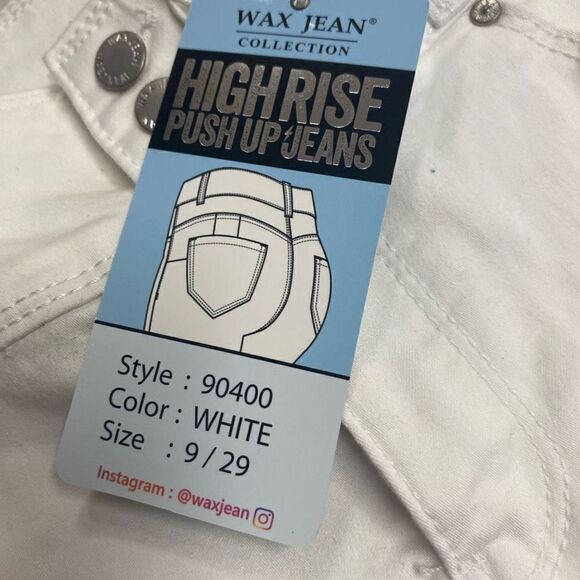 WAX JEAN®
COLLECTION
HIGH RISE
PUSH UP JEANS
Style : 90400
Color : WHITE
Size : 9 / 29
Instagram : @waxjean